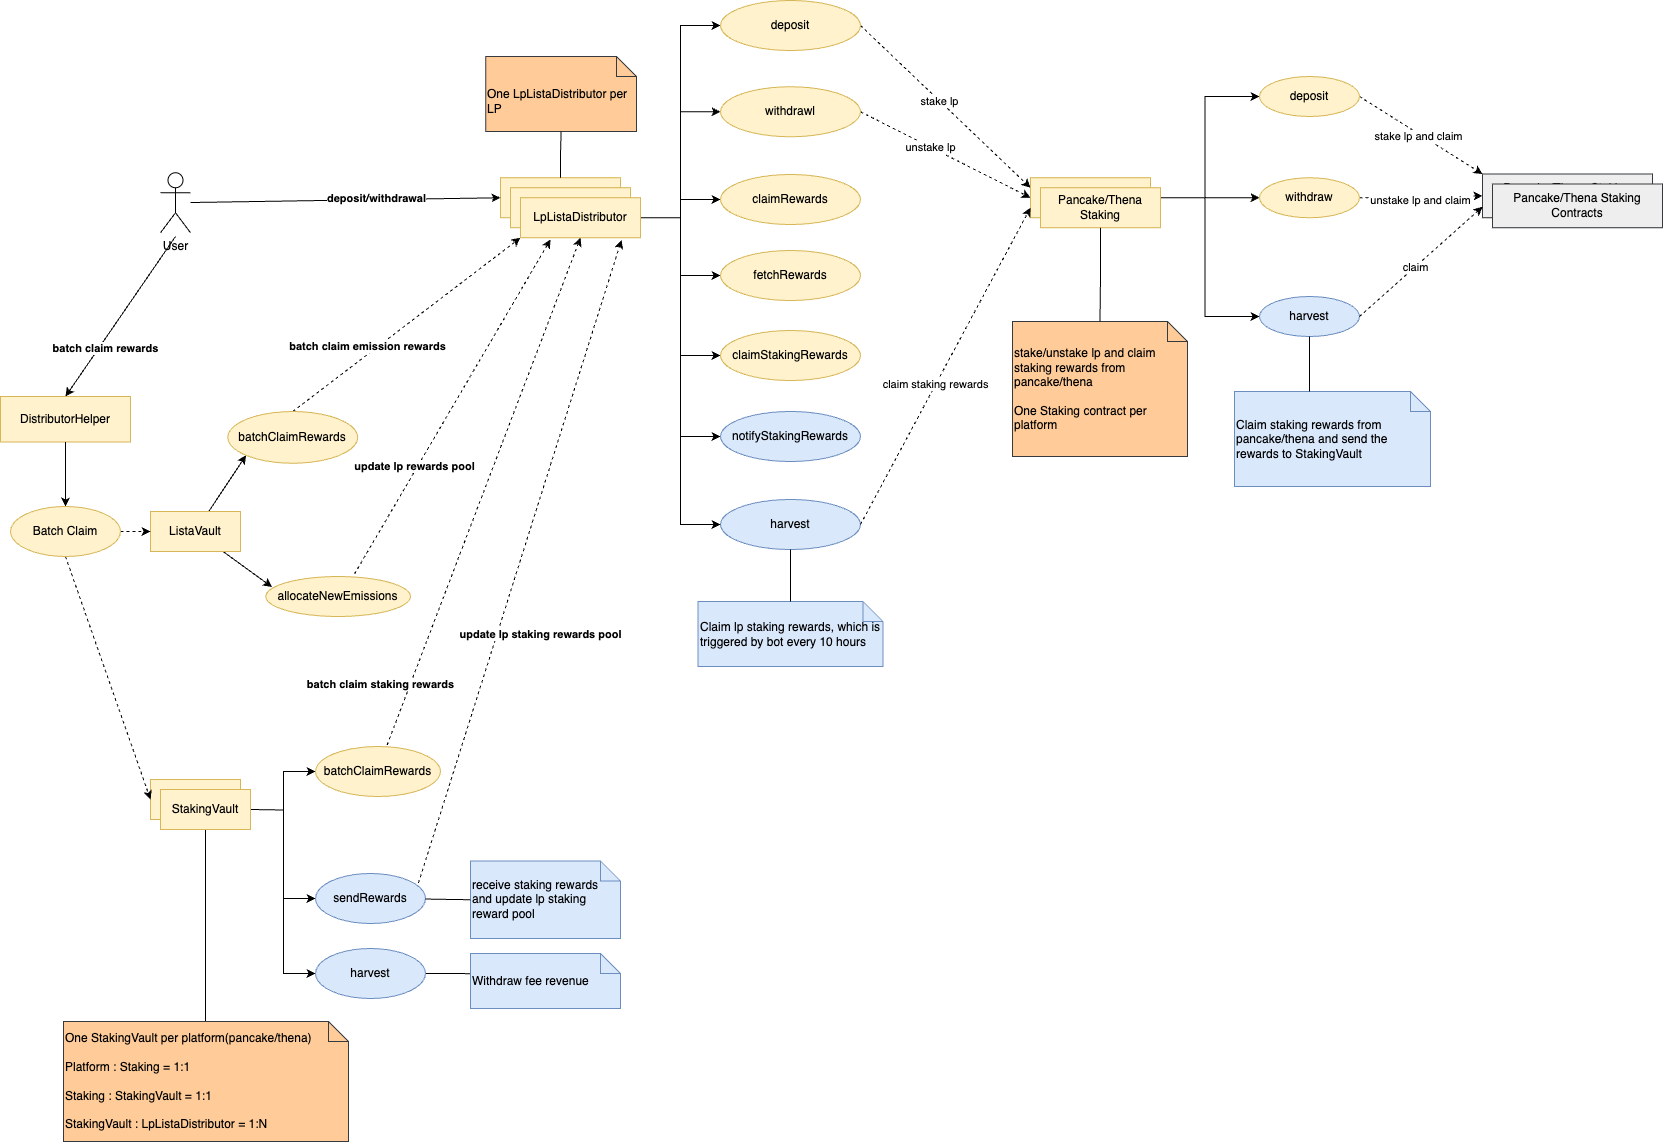 deposit
One LpListaDistributor per
LP
withdrawl
stake lp
unstake lp
deposit
stake lp and claim
User
deposit/withdrawal
LpListaDistributor
claimRewards
Pancake/Thena
Staking
withdraw
unstake lp and claim
Pancake/Thena Staking
Contracts
fetchRewards
claim
harvest
batch claim rewards
batch claim emission rewards
claimStakingRewards
claim staking rewards
stake/unstake lp and claim
staking rewards from
pancake/thena
One Staking contract per
platform
Claim staking rewards from
pancake/thena and send the
rewards to StakingVault
DistributorHelper
batchClaimRewards
notifyStakingRewards
update lp rewards pool
Batch Claim
ListaVault
harvest
allocateNewEmissions
Claim lp staking rewards, which is
triggered by bot every 10 hours
update lp staking rewards pool
batch claim staking rewards
batchClaimRewards
StakingVault
sendRewards
receive staking rewards
and update lp staking
reward pool
harvest
Withdraw fee revenue
One StakingVault per platform(pancake/thena)
Platform : Staking = 1:1
Staking : StakingVault = 1:1
StakingVault : LpListaDistributor = 1:N